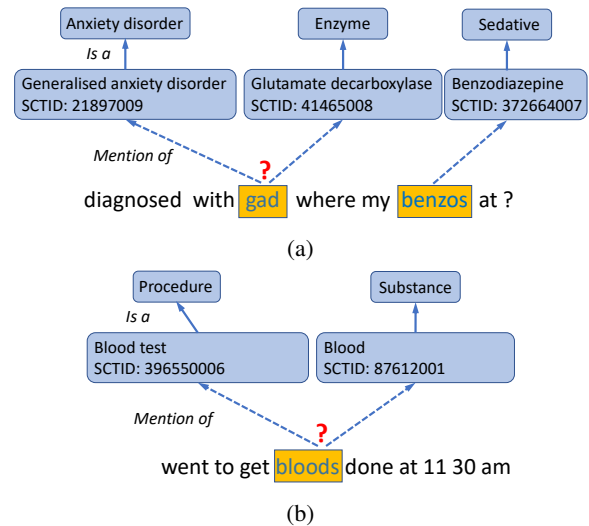 Anxiety disorder Enzyme Sedative
Is a
Generalised anxiety disorder Glutamate decarboxylase Benzodiazepine
SCTID: 21897009 SCTID: 41465008 SCTID: 372664007
Mention of
?
diagnosed with gad where my benzos at ?
(a)
Procedure Substance
Is a
Blood test Blood
SCTID: 396550006 SCTID: 87612001
Mention of
?
went to get bloods done at 11 30 am
(b)